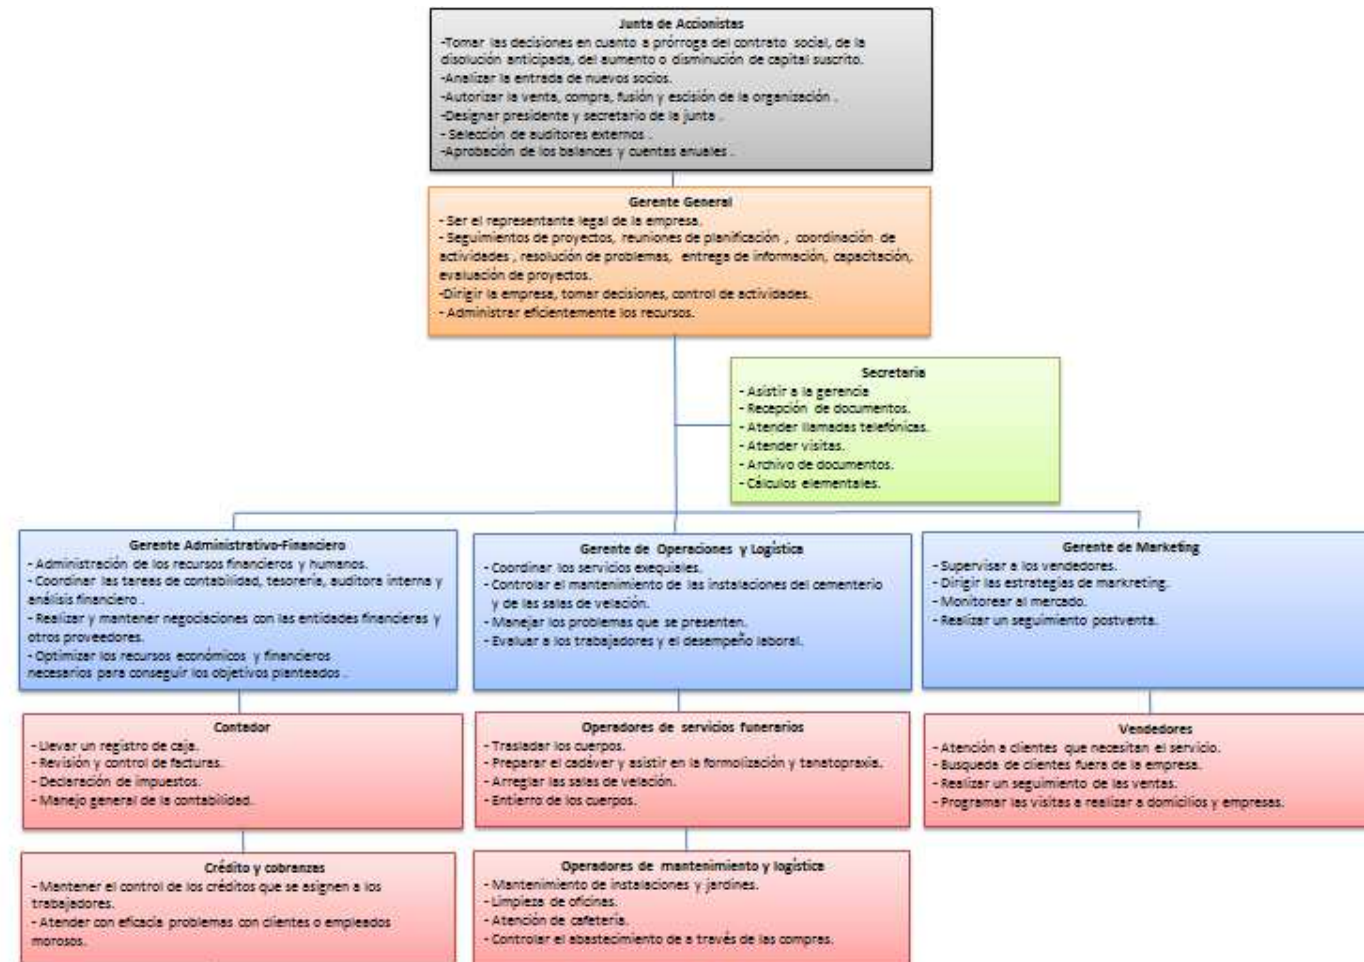 Junta de Accionistas
-Tomar las decisiones en cuanto a prórroga del contrato social, de la
disolución anticipada, del aumento o disminución de capital suscrito.
-Analizar la entrada de nuevos socios.
-Autorizar la venta, compra, fusión y escisión de la organización .
-Designar presidente y secretario de la junta .
- Selección de auditores externos .
-Aprobación de los balances y cuentas anuales .
Gerente General
- Ser el representante legal de la empresa.
- Seguimientos de proyectos, reuniones de planificación , coordinación de
actividades , resolución de problemas, entrega de información, capacitación,
evaluación de proyectos.
-Dirigir la empresa, tomar decisiones, control de actividades.
- Administrar eficientemente los recursos.
Secretaria
- Asistir a la gerencia
- Recepción de documentos.
- Atender llamadas telefónicas.
- Atender visitas.
- Archivo de documentos.
- Cálculos elementales.
Gerente Administrativo-Financiero
- Administración de los recursos financieros y humanos.
- Coordinar las tareas de contabilidad, tesorería, auditora interna y
análisis financiero .
- Realizar y mantener negociaciones con las entidades financieras y
otros proveedores.
- Optimizar los recursos económicos y financieros
necesarios para conseguir los objetivos planteados .
Gerente de Operaciones y Logística
- Coordinar los servicios exequiales.
- Controlar el mantenimiento de las instalaciones del cementerio
y de las salas de velación.
- Manejar los problemas que se presenten.
- Evaluar a los trabajadores y el desempeño laboral.
Gerente de Marketing
- Supervisar a los vendedores.
- Dirigir las estrategias de markreting.
- Monitorear al mercado.
- Realizar un seguimiento postventa.
Contador
- Llevar un registro de caja.
- Revisión y control de facturas.
- Declaración de impuestos.
- Manejo general de la contabilidad.
Operadores de servicios funerarios
- Trasladar los cuerpos.
- Preparar el cadáver y asistir en la formolización y tanatopraxia.
- Arreglar las salas de velación.
- Entierro de los cuerpos.
Vendedores
- Atención a clientes que necesitan el servicio.
- Busqueda de clientes fuera de la empresa.
- Realizar un seguimiento de las ventas.
- Programar las visitas a realizar a domicilios y empresas.
Crédito y cobranzas
- Mantener el control de los créditos que se asignen a los
trabajadores.
- Atender con eficacia problemas con clientes o empleados
morosos.
Operadores de mantenimiento y logística
- Mantenimiento de instalaciones y jardines.
- Limpieza de oficinas.
- Atención de cafetería.
- Controlar el abastecimiento de a través de las compras.